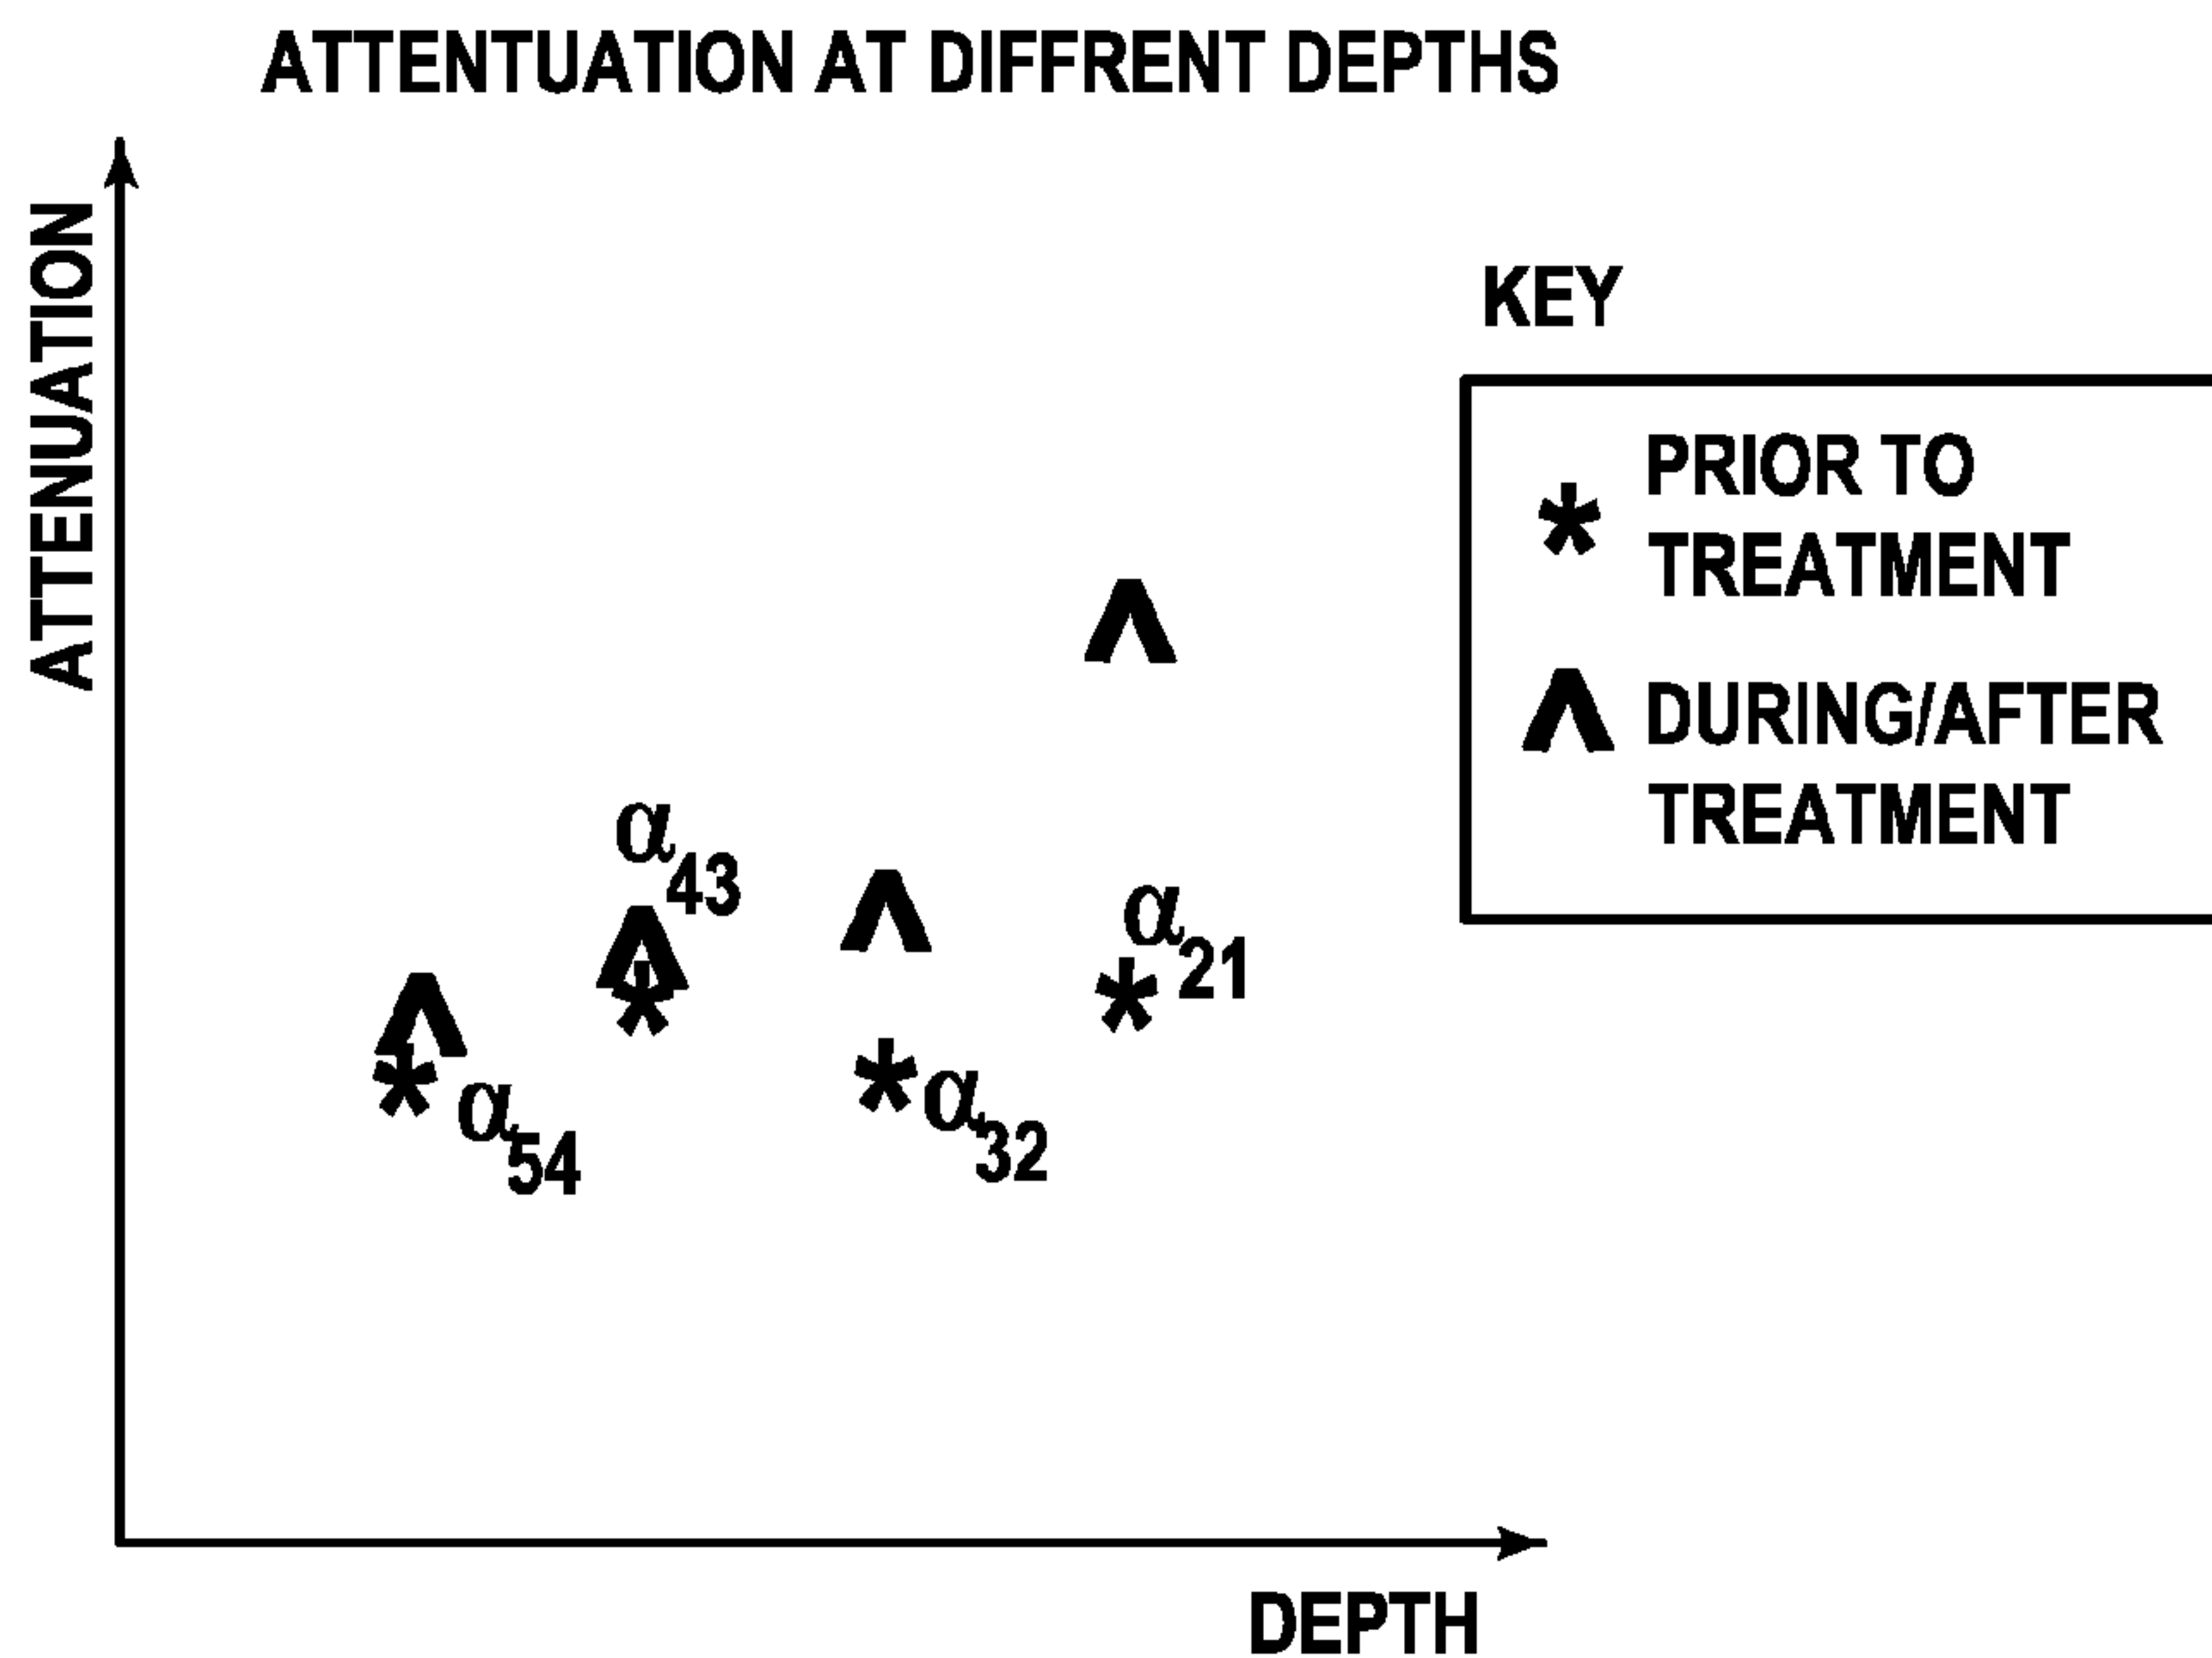 ATTENTUATION AT DIFFRENT DEPTHS
ATTENUATION
KEY
* PRIOR TO
TREATMENT
^ DURING/AFTER
TREATMENT
α43
α21
α54
α32
DEPTH